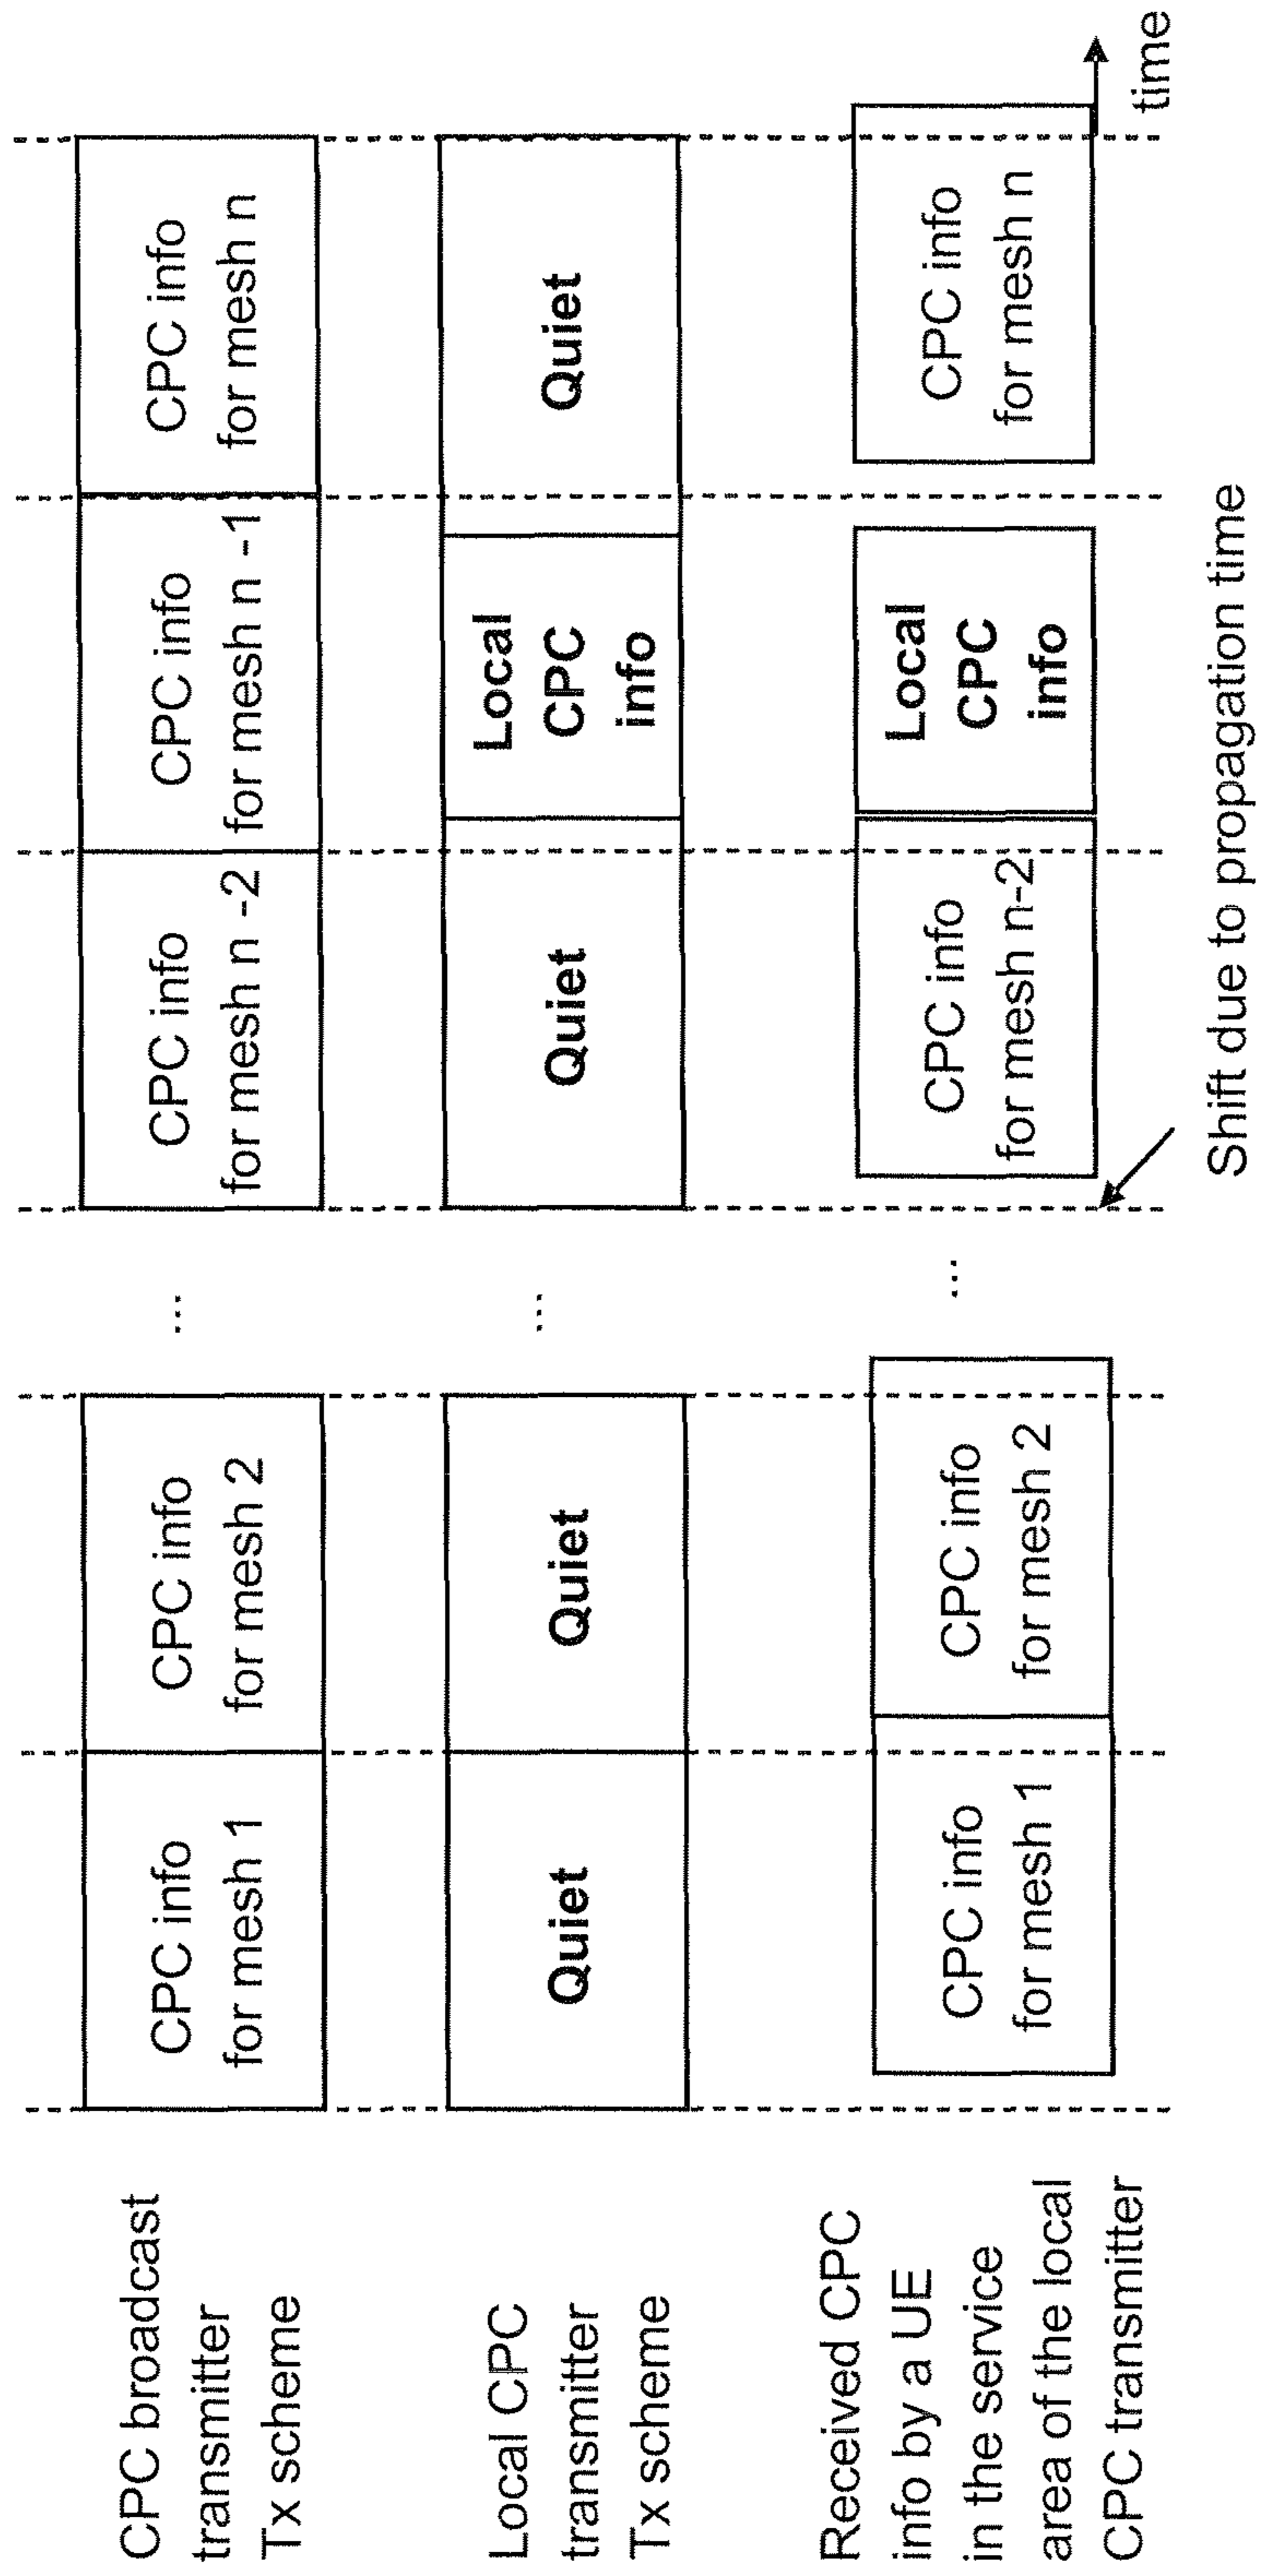 CPC broadcast
transmitter
Tx scheme
CPC info
for mesh 1
CPC info
for mesh 2
...
CPC info
for mesh n -2
CPC info
for mesh n -1
CPC info
for mesh n
Local CPC
transmitter
Tx scheme
Quiet
Quiet
...
Quiet
Local
CPC
info
Quiet
Received CPC
info by a UE
in the service
area of the local
CPC transmitter
CPC info
for mesh 1
CPC info
for mesh 2
...
CPC info
for mesh n-2
Local
CPC
info
CPC info
for mesh n
time
Shift due to propagation time